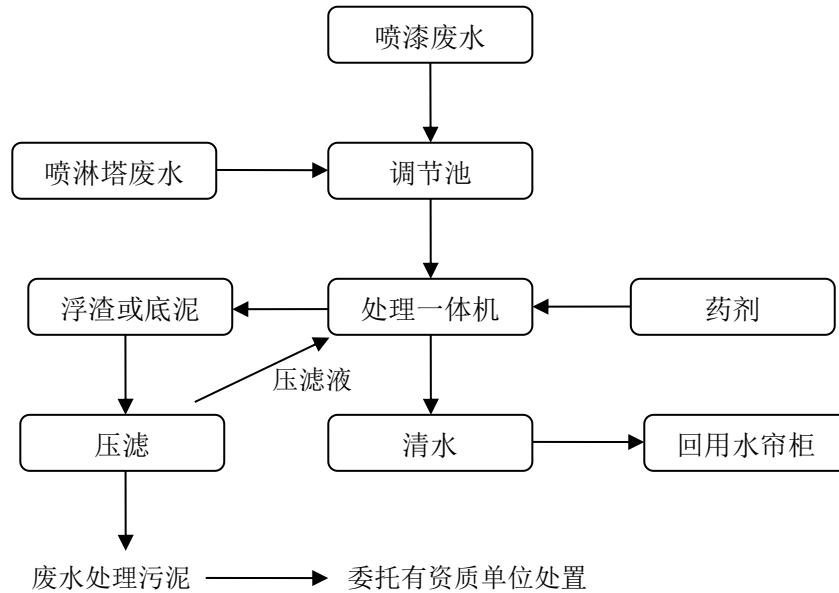 喷漆废水
喷淋塔废水
调节池
浮渣或底泥
处理一体机
药剂
压滤液
压滤
清水
回用水帘柜
废水处理污泥
委托有资质单位处置